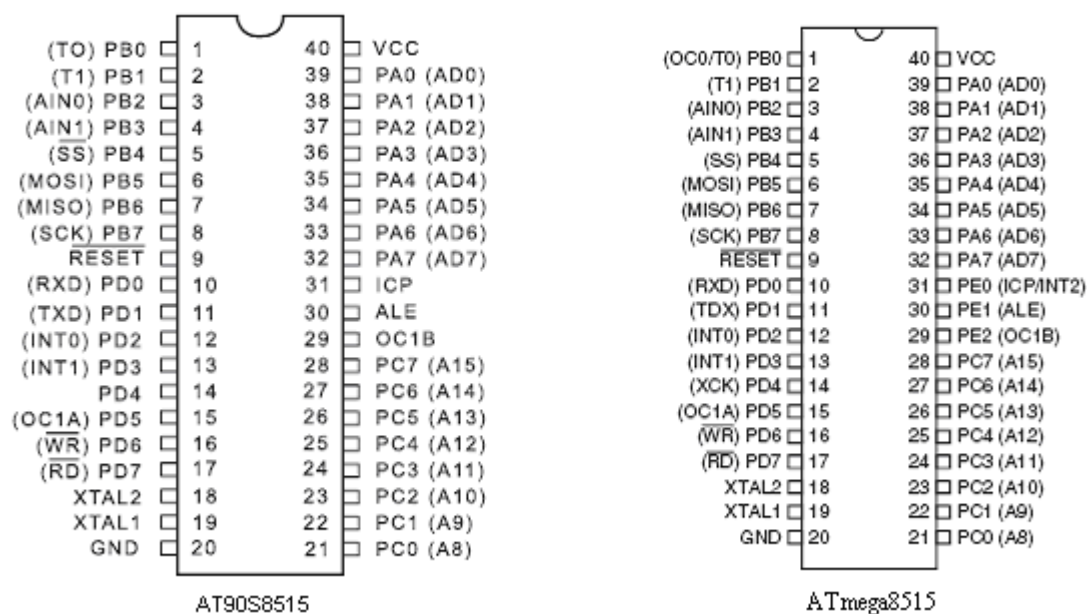 (TO) PB0 1 40 VCC
(T1) PB1 2 39 PA0 (AD0)
(AIN0) PB2 3 38 PA1 (AD1)
(AIN1) PB3 4 37 PA2 (AD2)
(SS) PB4 5 36 PA3 (AD3)
(MOSI) PB5 6 35 PA4 (AD4)
(MISO) PB6 7 34 PA5 (AD5)
(SCK) PB7 8 33 PA6 (AD6)
RESET 9 32 PA7 (AD7)
(RXD) PD0 10 31 ICP
(TXD) PD1 11 30 ALE
(INT0) PD2 12 29 OC1B
(INT1) PD3 13 28 PC7 (A15)
PD4 14 27 PC6 (A14)
(OC1A) PD5 15 26 PC5 (A13)
(WR) PD6 16 25 PC4 (A12)
(RD) PD7 17 24 PC3 (A11)
XTAL2 18 23 PC2 (A10)
XTAL1 19 22 PC1 (A9)
GND 20 21 PC0 (A8)
AT90S8515
(OC0/T0) PB0 1 40 VCC
(T1) PB1 2 39 PA0 (AD0)
(AIN0) PB2 3 38 PA1 (AD1)
(AIN1) PB3 4 37 PA2 (AD2)
(SS) PB4 5 36 PA3 (AD3)
(MOSI) PB5 6 35 PA4 (AD4)
(MISO) PB6 7 34 PA5 (AD5)
(SCK) PB7 8 33 PA6 (AD6)
RESET 9 32 PA7 (AD7)
(RXD) PD0 10 31 PE0 (ICP/INT2)
(TDX) PD1 11 30 PE1 (ALE)
(INT0) PD2 12 29 PE2 (OC1B)
(INT1) PD3 13 28 PC7 (A15)
(XCK) PD4 14 27 PC6 (A14)
(OC1A) PD5 15 26 PC5 (A13)
(WR) PD6 16 25 PC4 (A12)
(RD) PD7 17 24 PC3 (A11)
XTAL2 18 23 PC2 (A10)
XTAL1 19 22 PC1 (A9)
GND 20 21 PC0 (A8)
ATmega8515